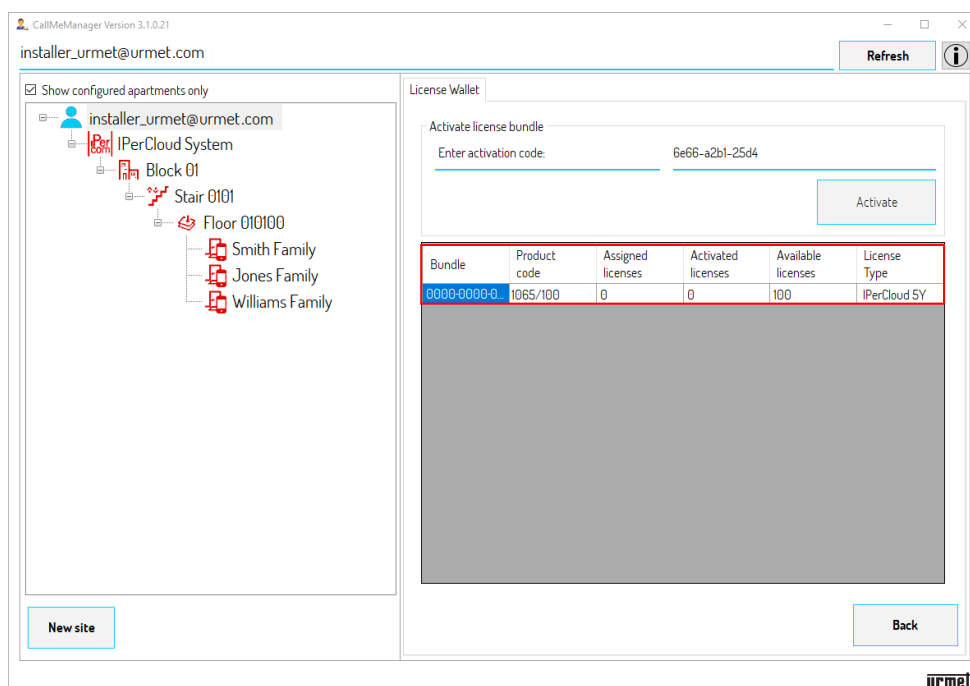 CallMeManager Version 3.1.0.21
installer_urmet@urmet.com
Refresh
Show configured apartments only
installer_urmet@urmet.com
IPer
com
IPerCloud System
Block 01
Stair 0101
Floor 010100
Smith Family
Jones Family
Williams Family
New site
License Wallet
Activate license bundle
Enter activation code: 6e66-a2b1-25d4
Activate
Bundle Product code Assigned licenses Activated licenses Available licenses License Type
0000-0000-0... 1065/100 0 0 100 IPerCloud 5Y
Back
urmet